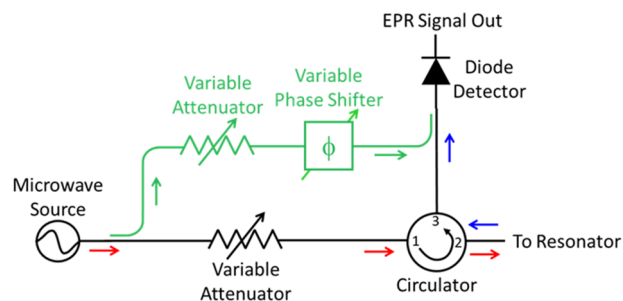 EPR Signal Out
Diode
Detector
Variable
Attenuator
Variable
Phase Shifter
ϕ
Microwave
Source
3
1
2
To Resonator
Variable
Attenuator
Circulator